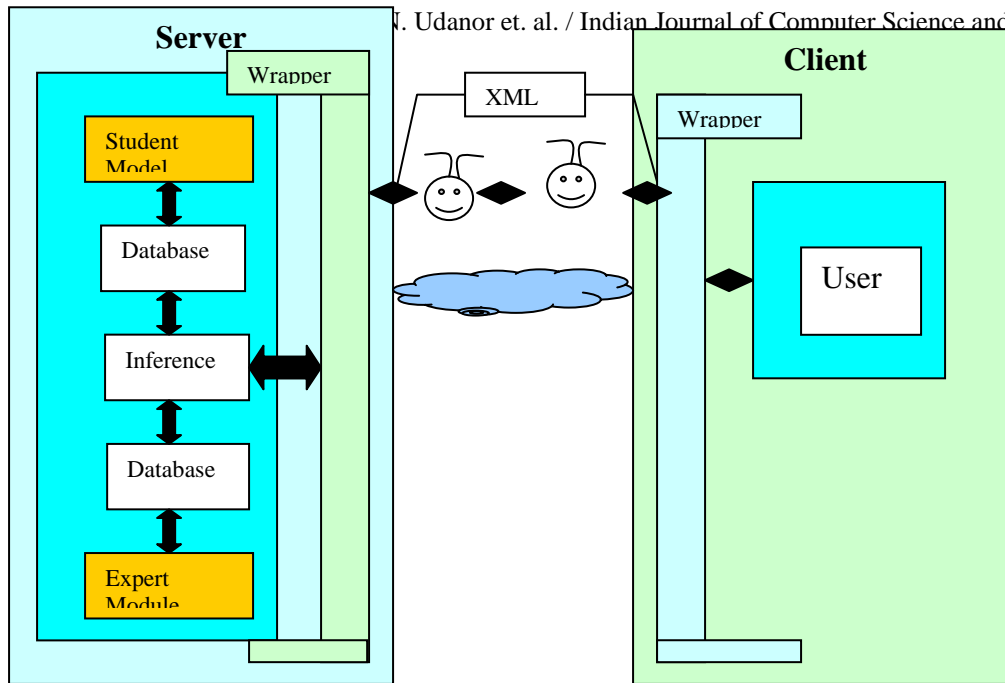 N. Udanor et. al. / Indian Journal of Computer Science and
Server
Wrapper
Student
Model
Database
Inference
Database
Expert
Module
XML
Client
Wrapper
User